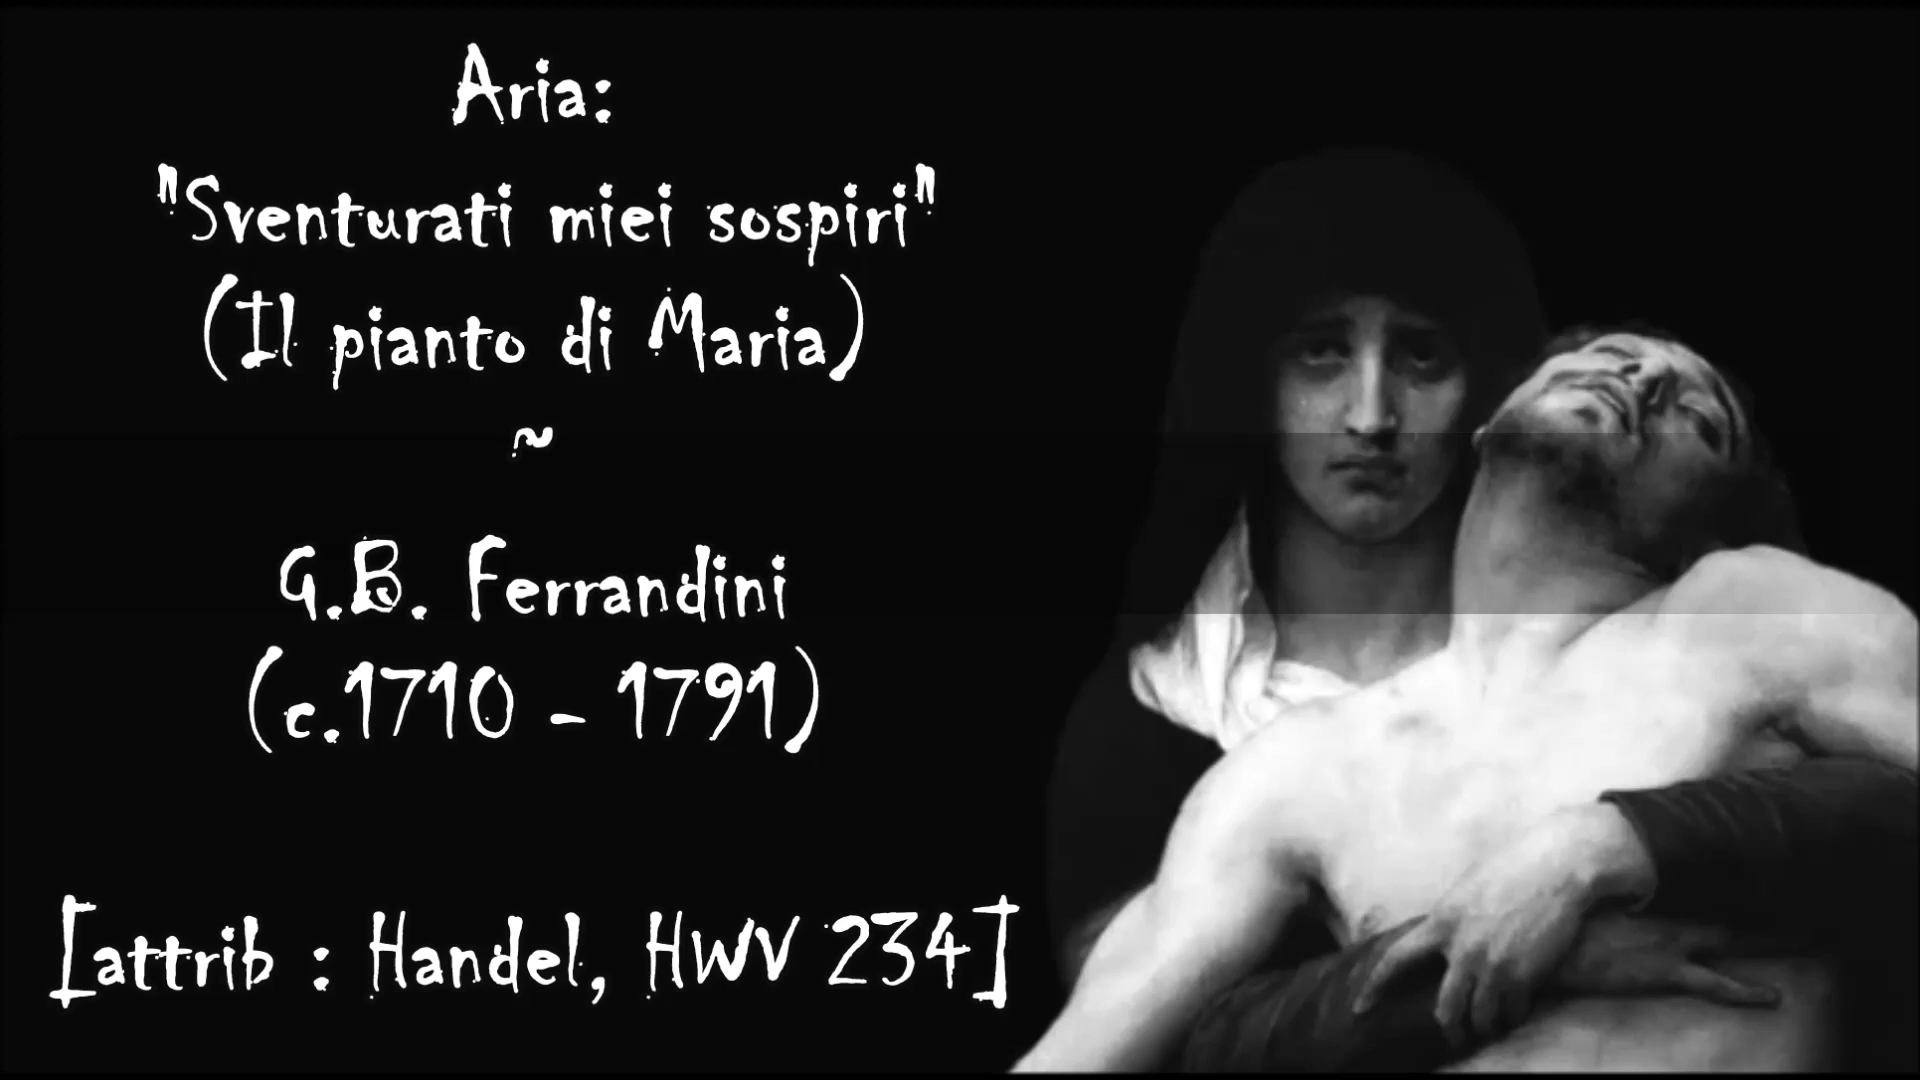 Aria:
"Sventurati miei sospiri"
(Il pianto di Maria)
~
G.B. Ferrandini
(c.1710 - 1791)
[attrib : Handel, HWV 234]